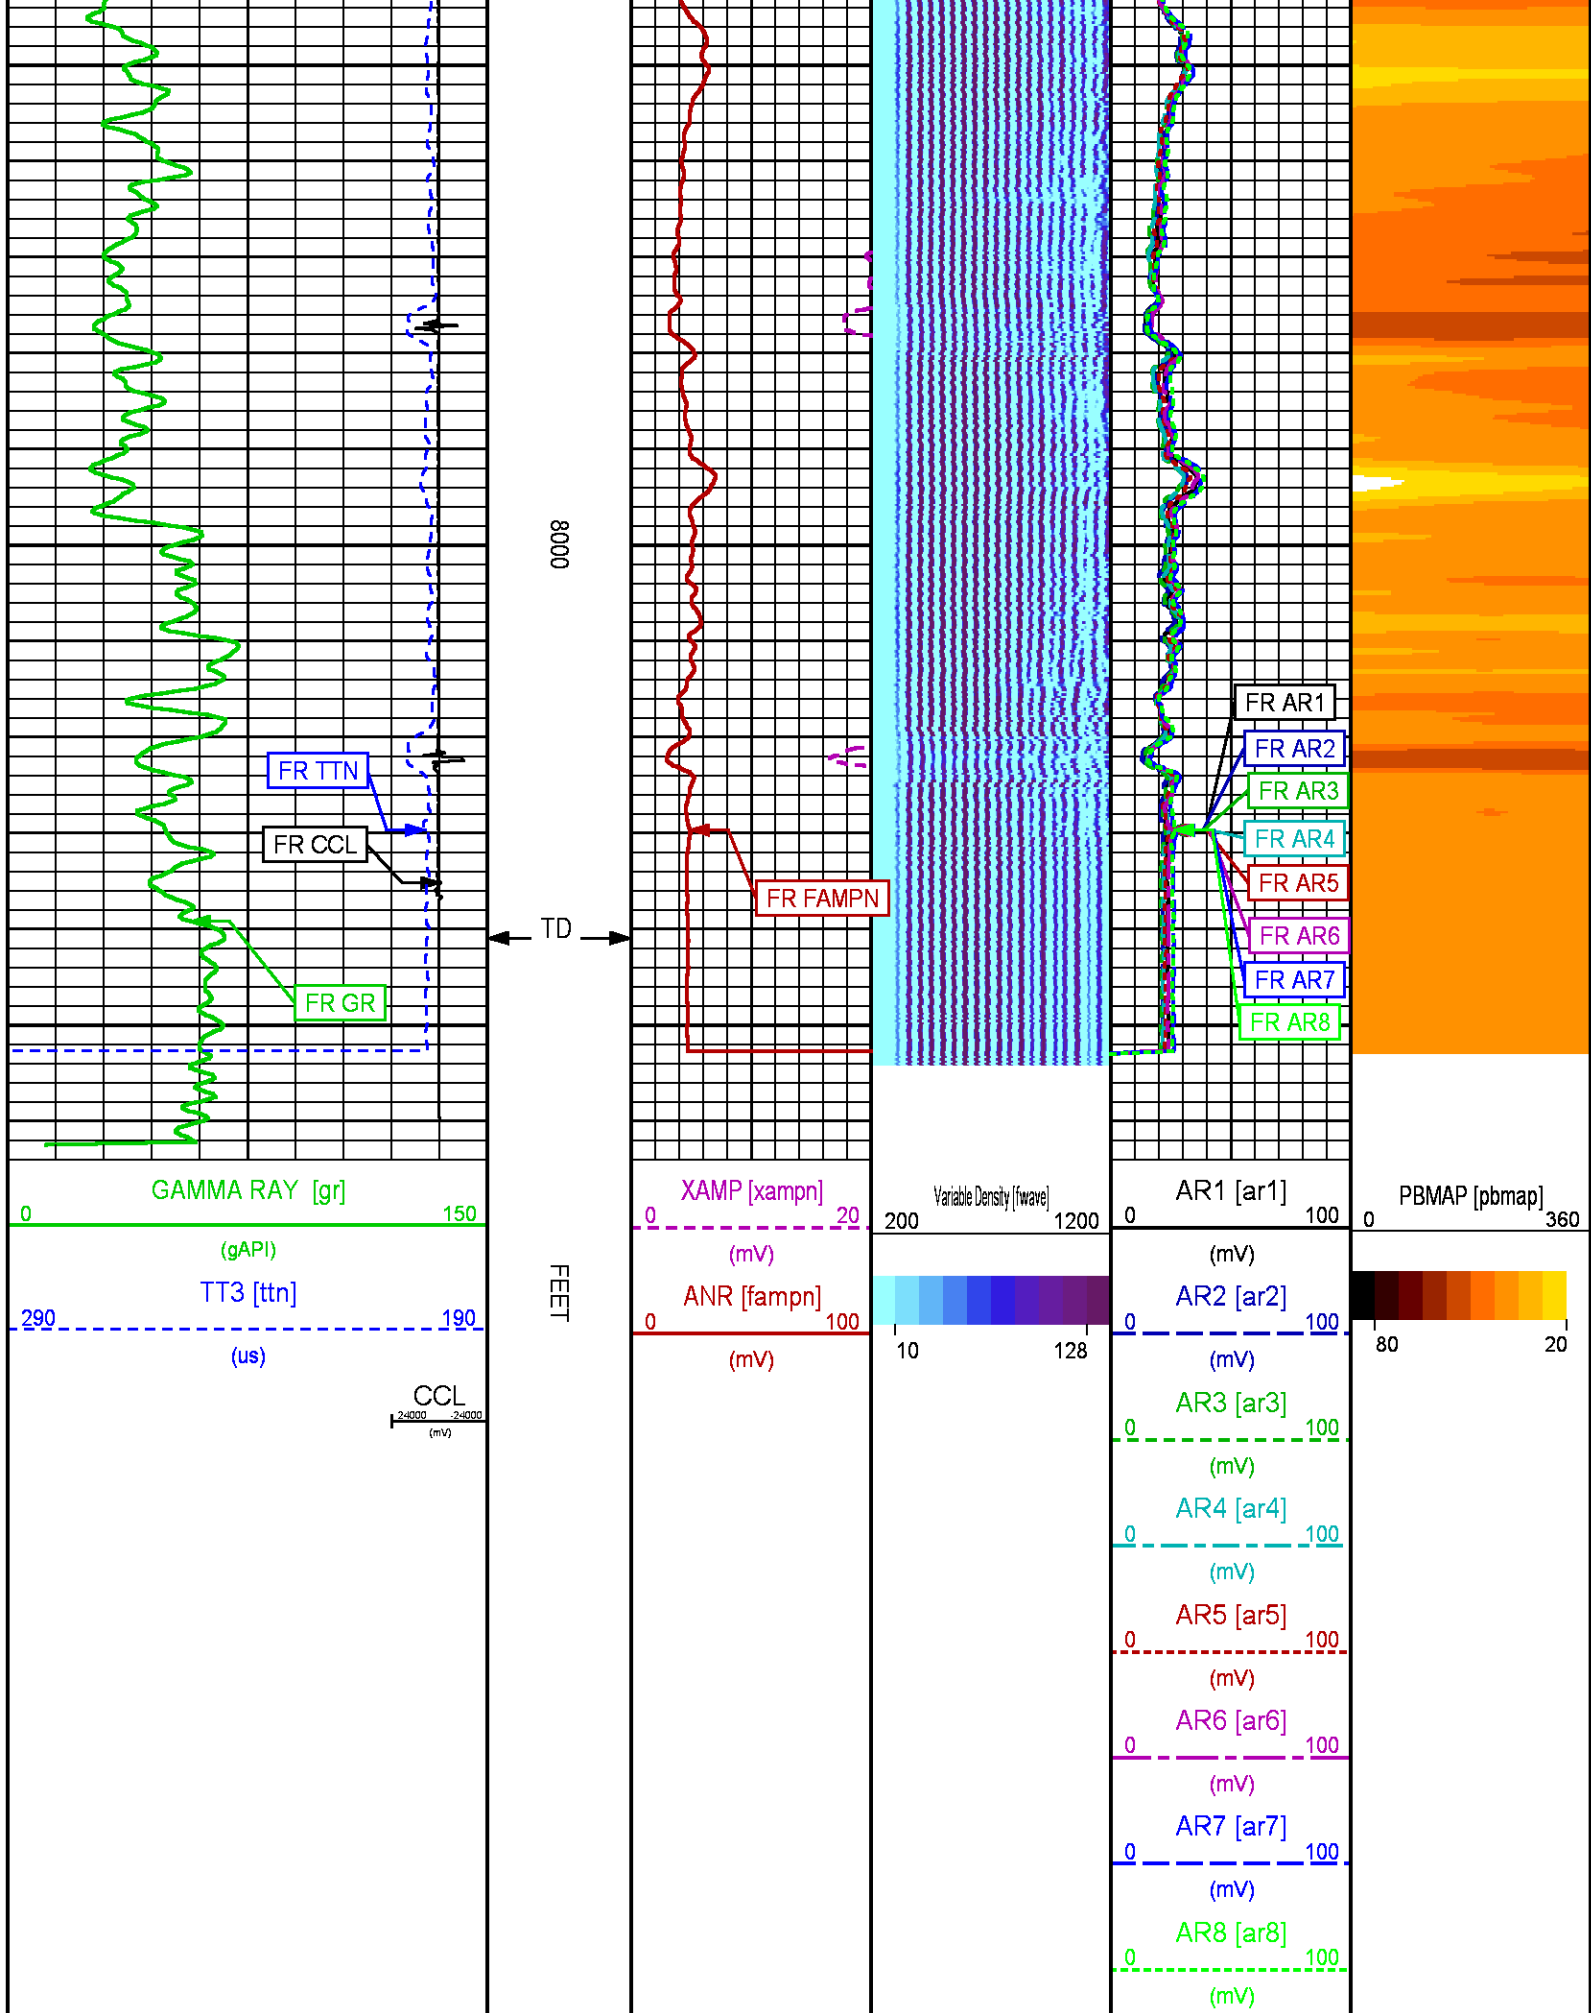 8000
FR AR1
FR AR2
FR TTN
FR AR3
FR CCL
FR AR4
FR AR5
FR FAMPN
TD
FR AR6
FR AR7
FR GR
FR AR8
GAMMA RAY [gr]
0 150
(gAPI)
TT3 [ttn]
290 190
(us)
CCL
24000 -24000
(mV)
FEET
XAMP [xampn]
0 20
(mV)
ANR [fampn]
0 100
(mV)
Variable Density [fwave]
200 1200
10 128
AR1 [ar1]
0 100
(mV)
AR2 [ar2]
0 100
(mV)
AR3 [ar3]
0 100
(mV)
AR4 [ar4]
0 100
(mV)
AR5 [ar5]
0 100
(mV)
AR6 [ar6]
0 100
(mV)
AR7 [ar7]
0 100
(mV)
AR8 [ar8]
0 100
(mV)
PBMAP [pbmap]
0 360
80 20